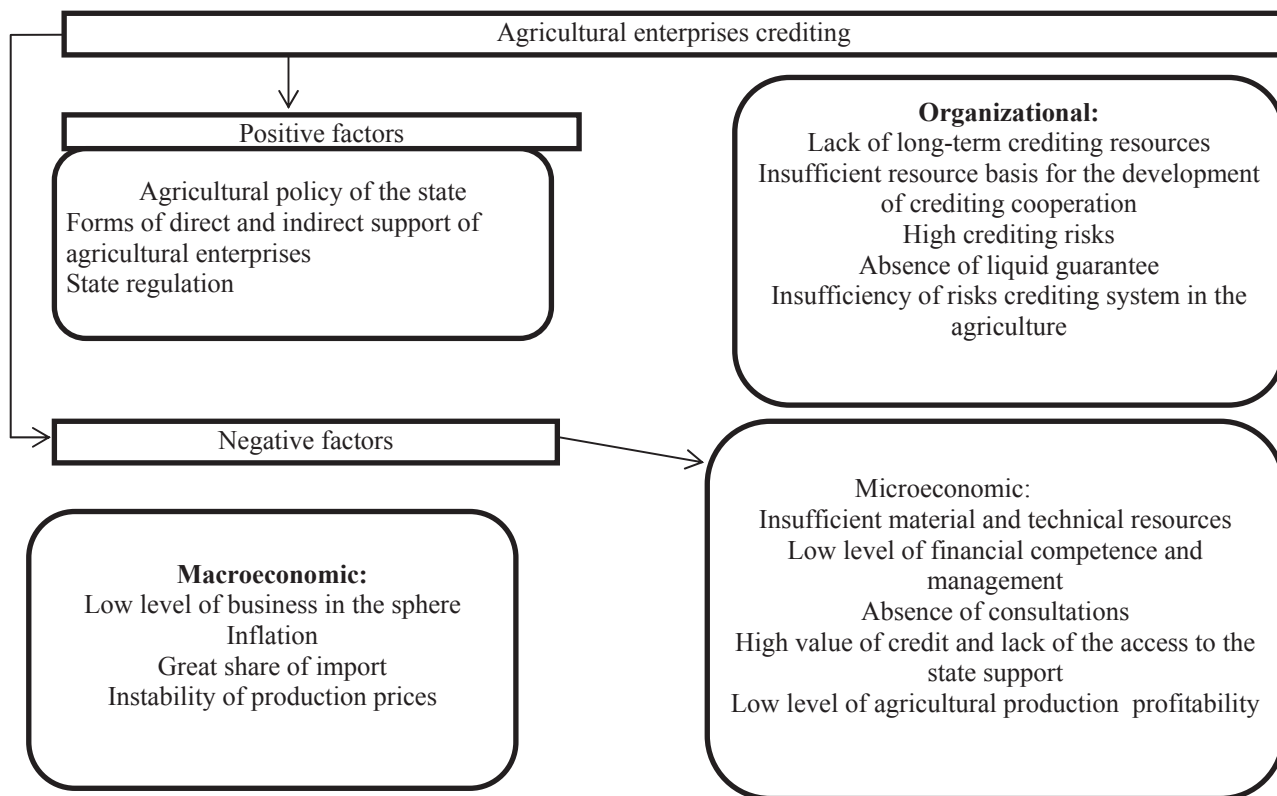 Agricultural enterprises crediting
Positive factors
Agricultural policy of the state
Forms of direct and indirect support of
agricultural enterprises
State regulation
Organizational:
Lack of long-term crediting resources
Insufficient resource basis for the development
of crediting cooperation
High crediting risks
Absence of liquid guarantee
Insufficiency of risks crediting system in the
agriculture
Negative factors
Macroeconomic:
Low level of business in the sphere
Inflation
Great share of import
Instability of production prices
Microeconomic:
Insufficient material and technical resources
Low level of financial competence and
management
Absence of consultations
High value of credit and lack of the access to the
state support
Low level of agricultural production profitability